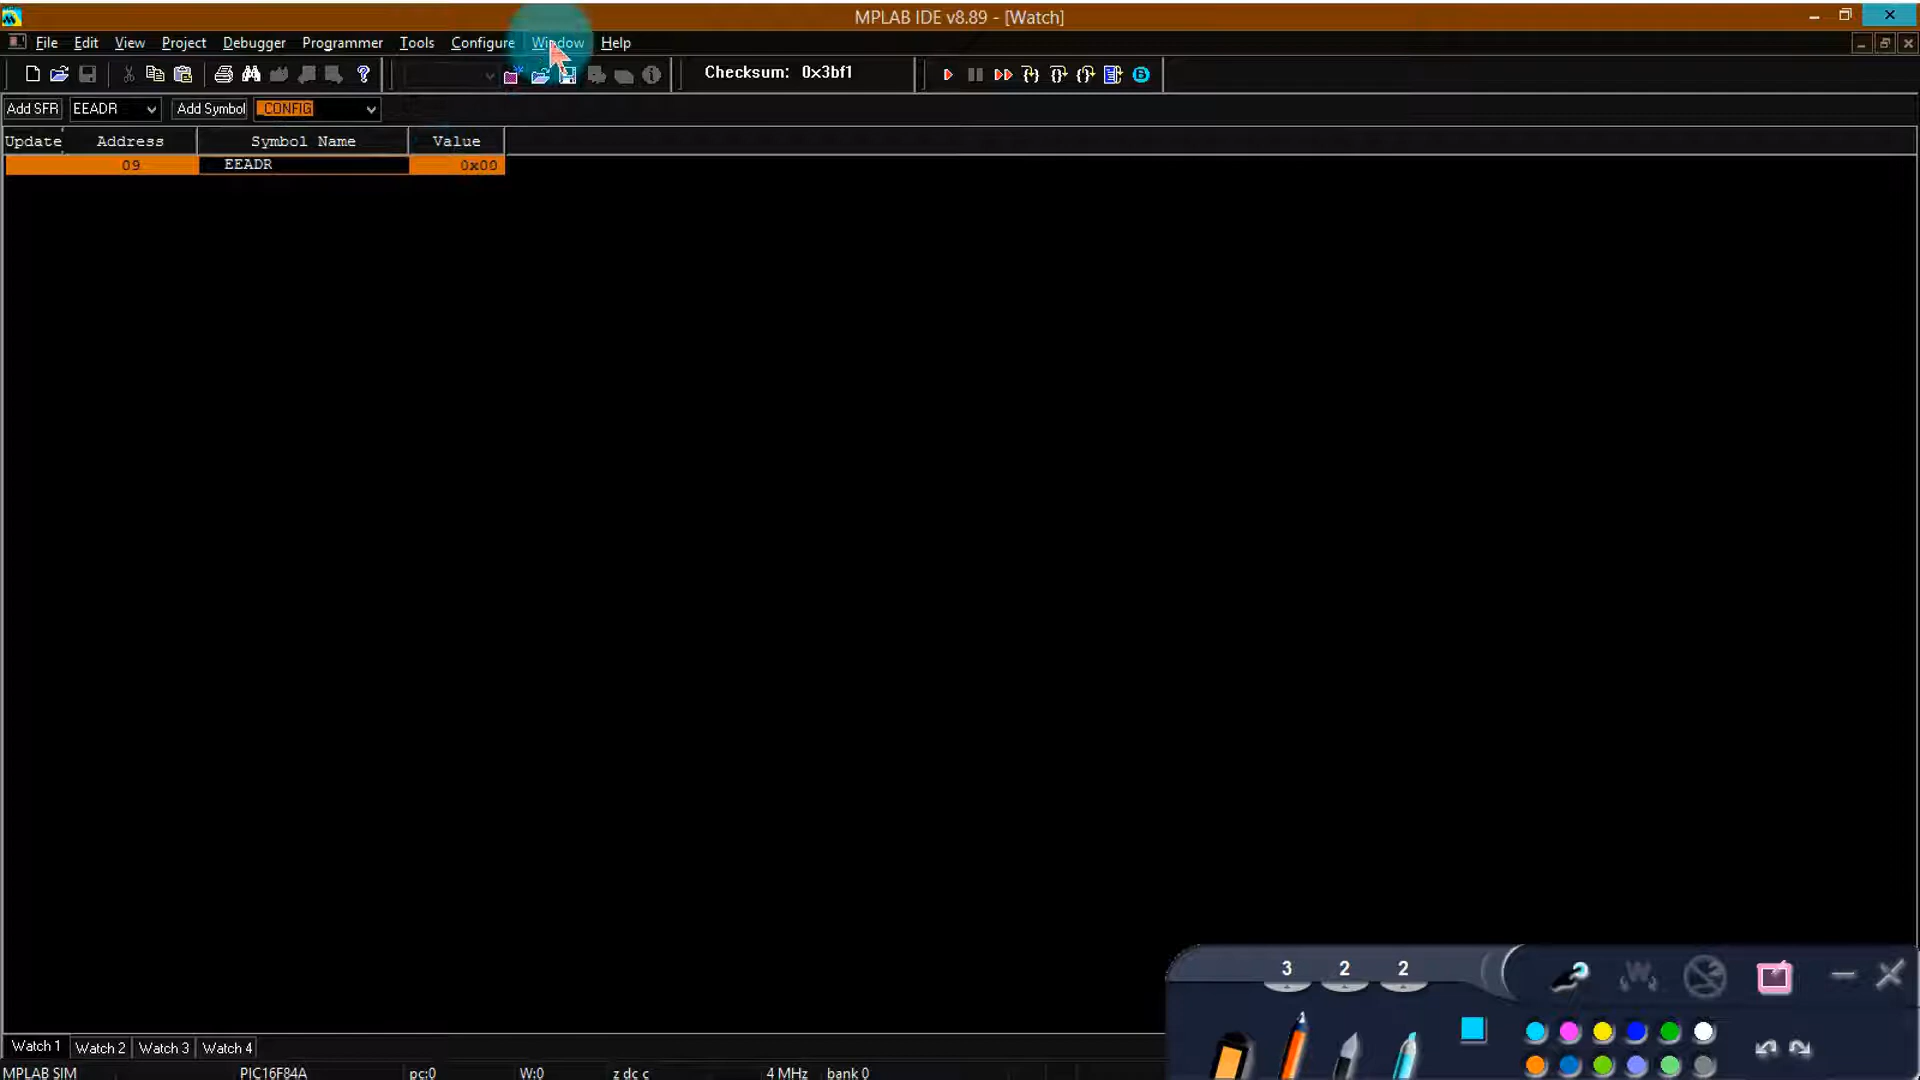 MPLAB IDE v8.89 - [Watch]
File Edit View Project Debugger Programmer Tools Configure Window Help
Checksum: 0x3bf1
Add SFR EEADR Add Symbol _CONFIG
Update Address Symbol Name Value
09 EEADR 0x00
3 2 2
Watch 1 Watch 2 Watch 3 Watch 4
MPLAB SIM PIC16F84A pc:0 W:0 z dc c 4 MHz bank 0